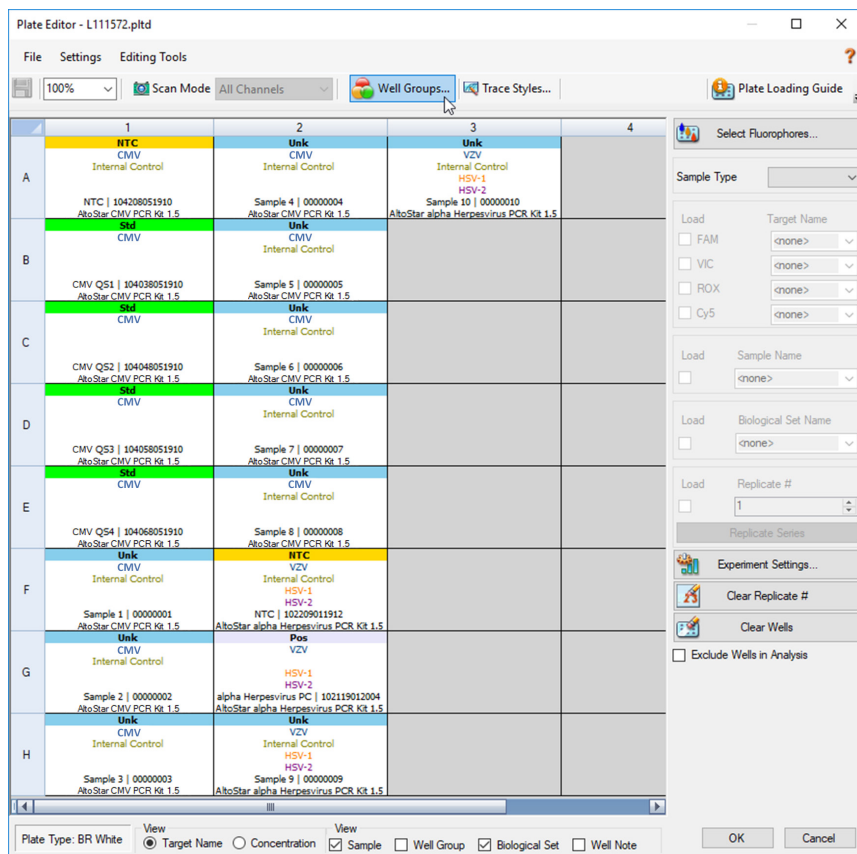 Plate Editor - L111572.pltd
File Settings Editing Tools
?
100% Scan Mode All Channels Well Groups... Trace Styles... Plate Loading Guide
1 2 3 4
A
NTC
CMV
Internal Control
NTC | 104208051910
AltoStar CMV PCR Kit 1.5
Unk
CMV
Internal Control
Sample 4 | 00000004
AltoStar CMV PCR Kit 1.5
Unk
VZV
Internal Control
HSV-1
HSV-2
Sample 10 | 00000010
AltoStar alpha Herpesvirus PCR Kit 1.5
B
Std
CMV
CMV QS1 | 104038051910
AltoStar CMV PCR Kit 1.5
Unk
CMV
Internal Control
Sample 5 | 00000005
AltoStar CMV PCR Kit 1.5
C
Std
CMV
CMV QS2 | 104048051910
AltoStar CMV PCR Kit 1.5
Unk
CMV
Internal Control
Sample 6 | 00000006
AltoStar CMV PCR Kit 1.5
D
Std
CMV
CMV QS3 | 104058051910
AltoStar CMV PCR Kit 1.5
Unk
CMV
Internal Control
Sample 7 | 00000007
AltoStar CMV PCR Kit 1.5
E
Std
CMV
CMV QS4 | 104068051910
AltoStar CMV PCR Kit 1.5
Unk
CMV
Internal Control
Sample 8 | 00000008
AltoStar CMV PCR Kit 1.5
F
Unk
CMV
Internal Control
Sample 1 | 00000001
AltoStar CMV PCR Kit 1.5
NTC
VZV
Internal Control
HSV-1
HSV-2
NTC | 102209011912
AltoStar alpha Herpesvirus PCR Kit 1.5
G
Unk
CMV
Internal Control
Sample 2 | 00000002
AltoStar CMV PCR Kit 1.5
Pos
VZV
HSV-1
HSV-2
alpha Herpesvirus PC | 102119012004
AltoStar alpha Herpesvirus PCR Kit 1.5
H
Unk
CMV
Internal Control
Sample 3 | 00000003
AltoStar CMV PCR Kit 1.5
Unk
VZV
Internal Control
HSV-1
HSV-2
Sample 9 | 00000009
AltoStar alpha Herpesvirus PCR Kit 1.5
Select Fluorophores...
Sample Type
Load Target Name
FAM <none>
VIC <none>
ROX <none>
Cy5 <none>
Load Sample Name
<none>
Load Biological Set Name
<none>
Load Replicate #
1
Replicate Series
Experiment Settings...
Clear Replicate #
Clear Wells
Exclude Wells in Analysis
Plate Type: BR White
View
Target Name Concentration
View
Sample Well Group Biological Set Well Note
OK Cancel